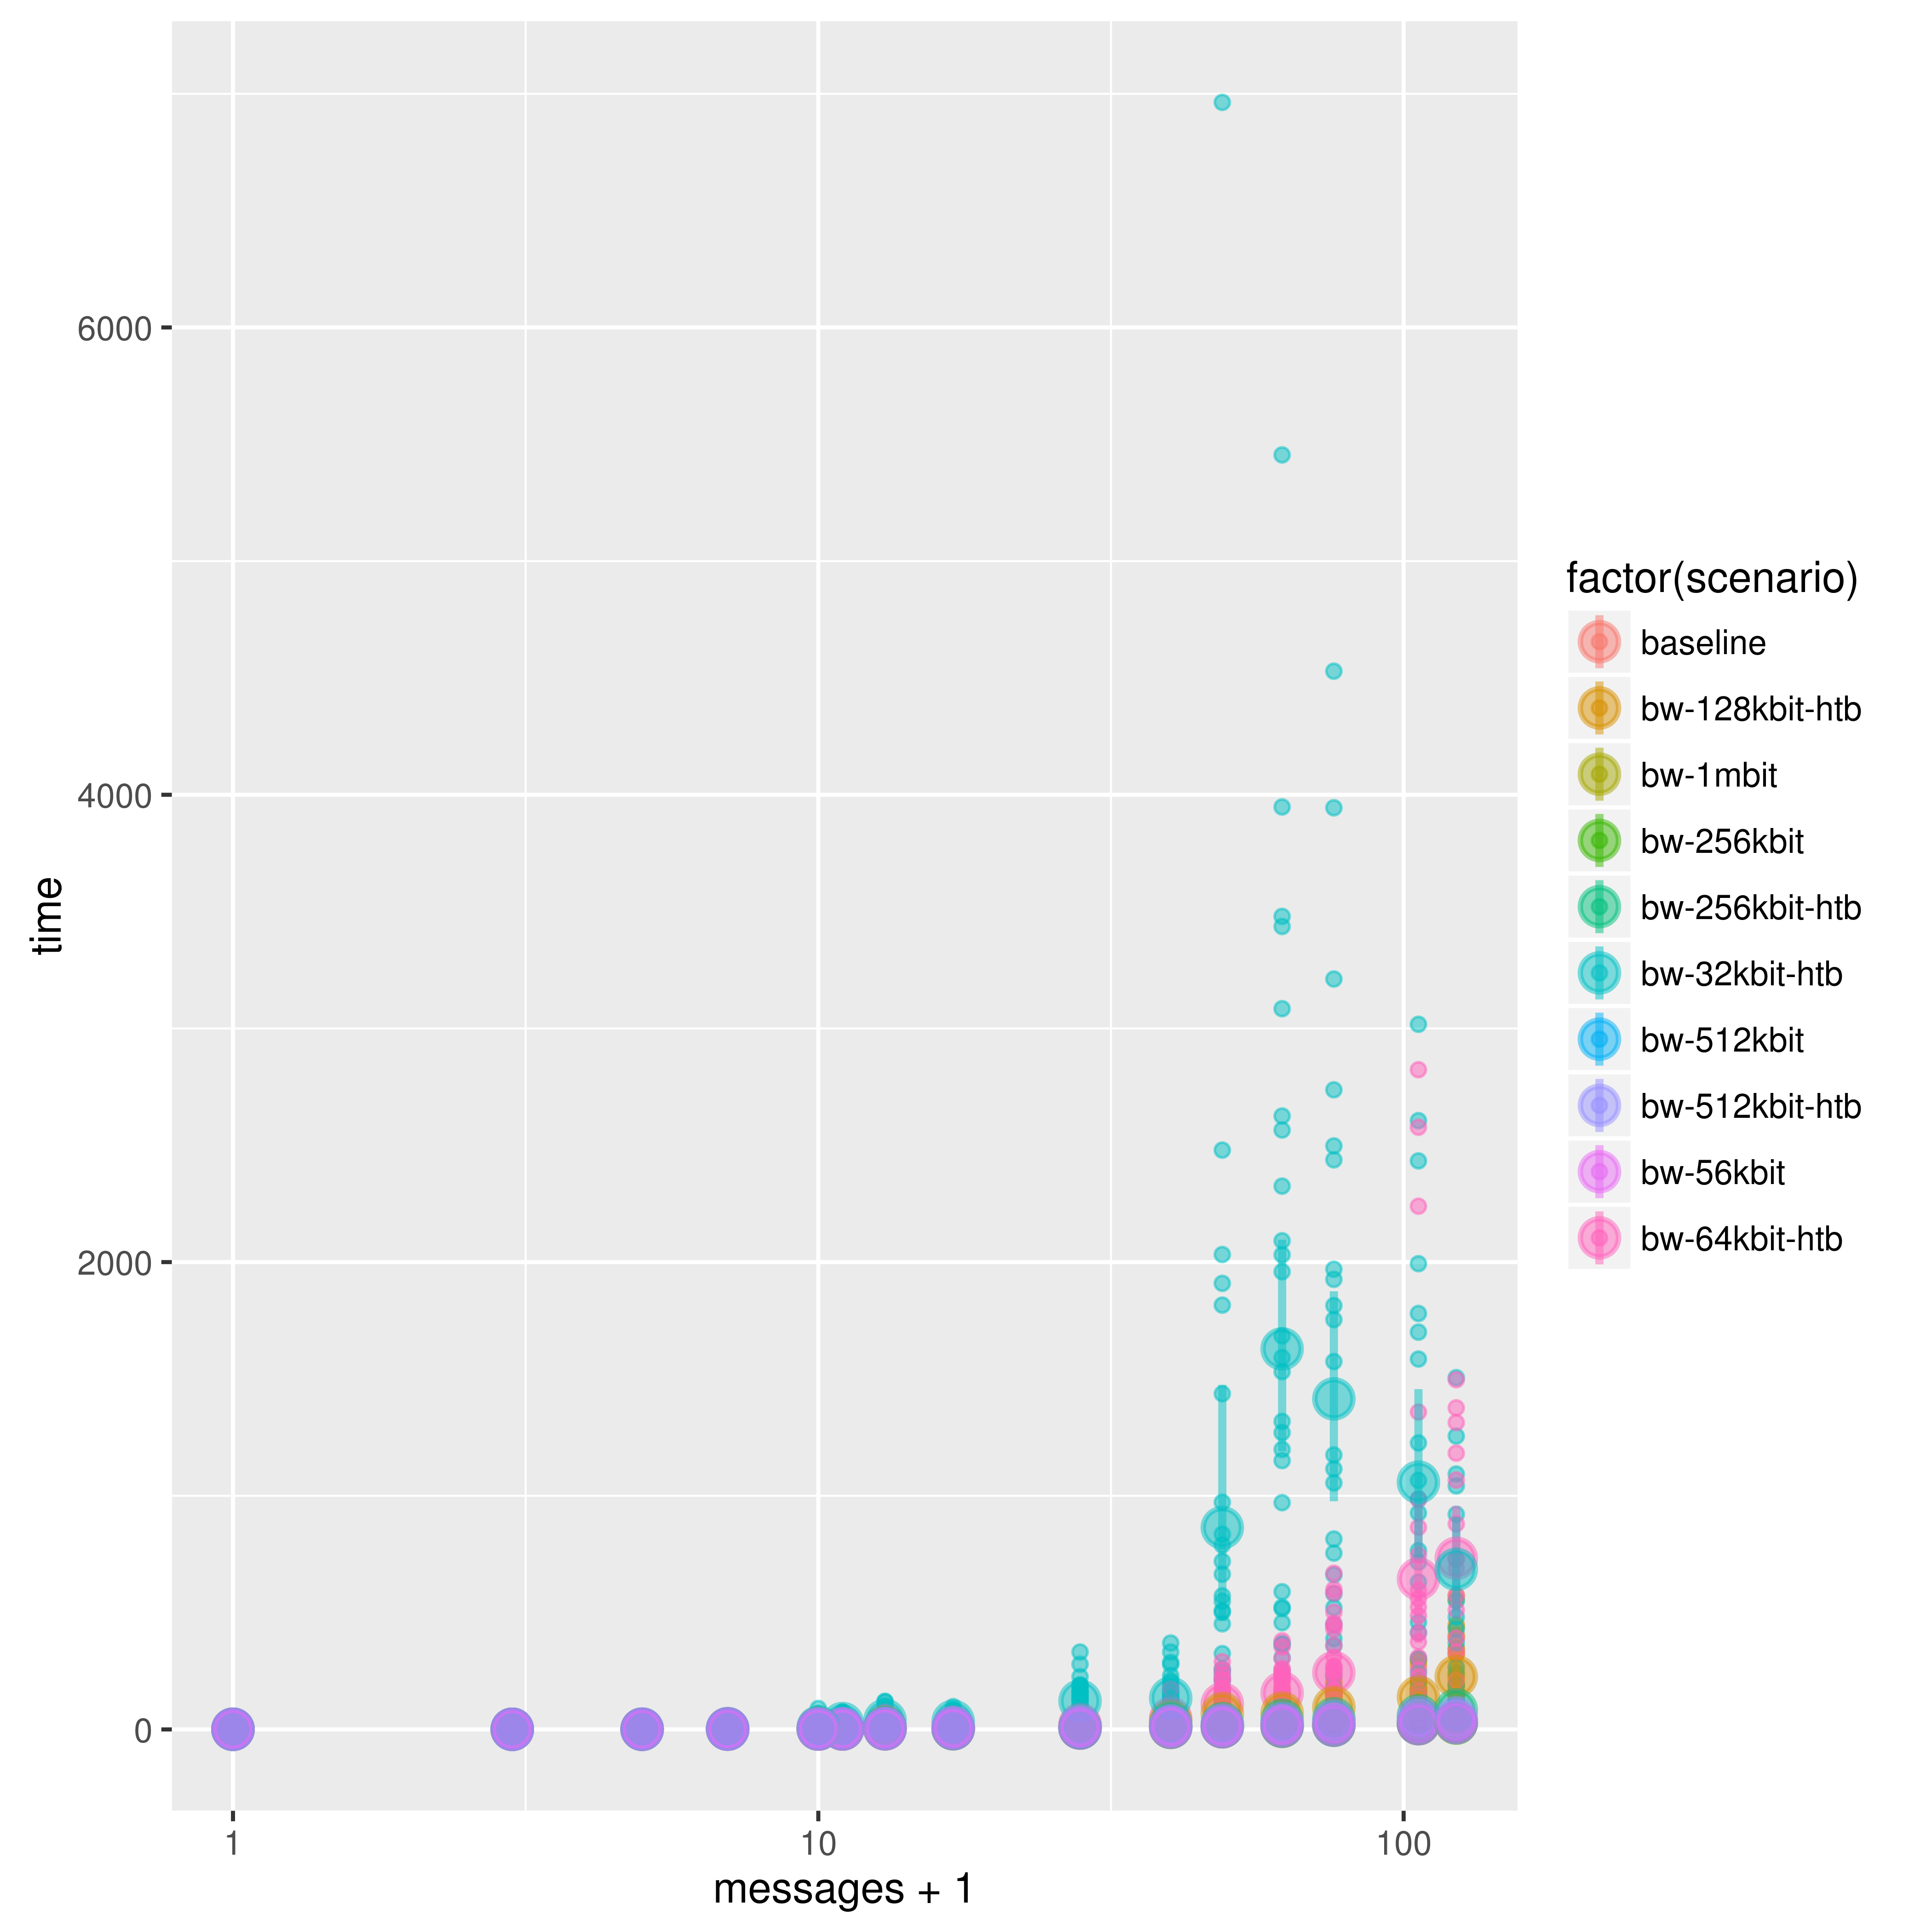 6000
4000
2000
0
time
1
10
100
messages + 1
factor(scenario)
baseline
bw-128kbit-htb
bw-1mbit
bw-256kbit
bw-256kbit-htb
bw-32kbit-htb
bw-512kbit
bw-512kbit-htb
bw-56kbit
bw-64kbit-htb